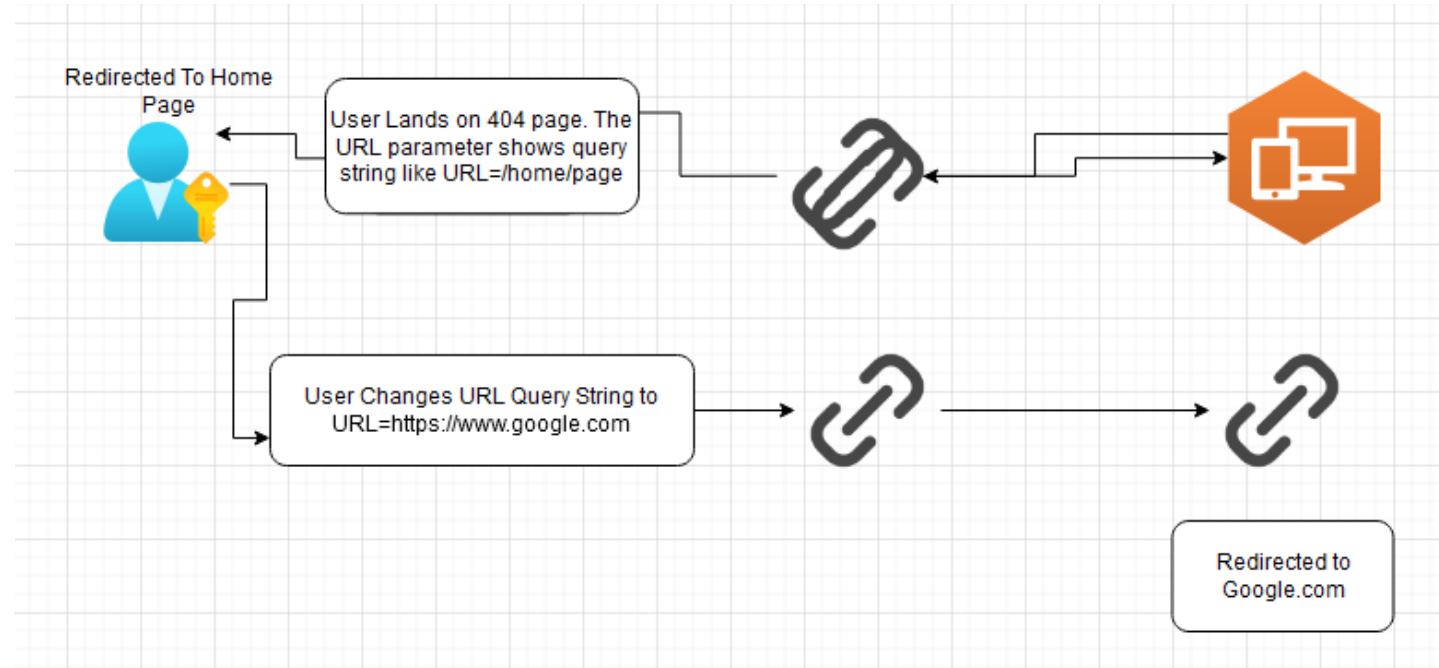 Redirected To Home
Page
User Lands on 404 page. The
URL parameter shows query
string like URL=/home/page
User Changes URL Query String to
URL=https://www.google.com
Redirected to
Google.com